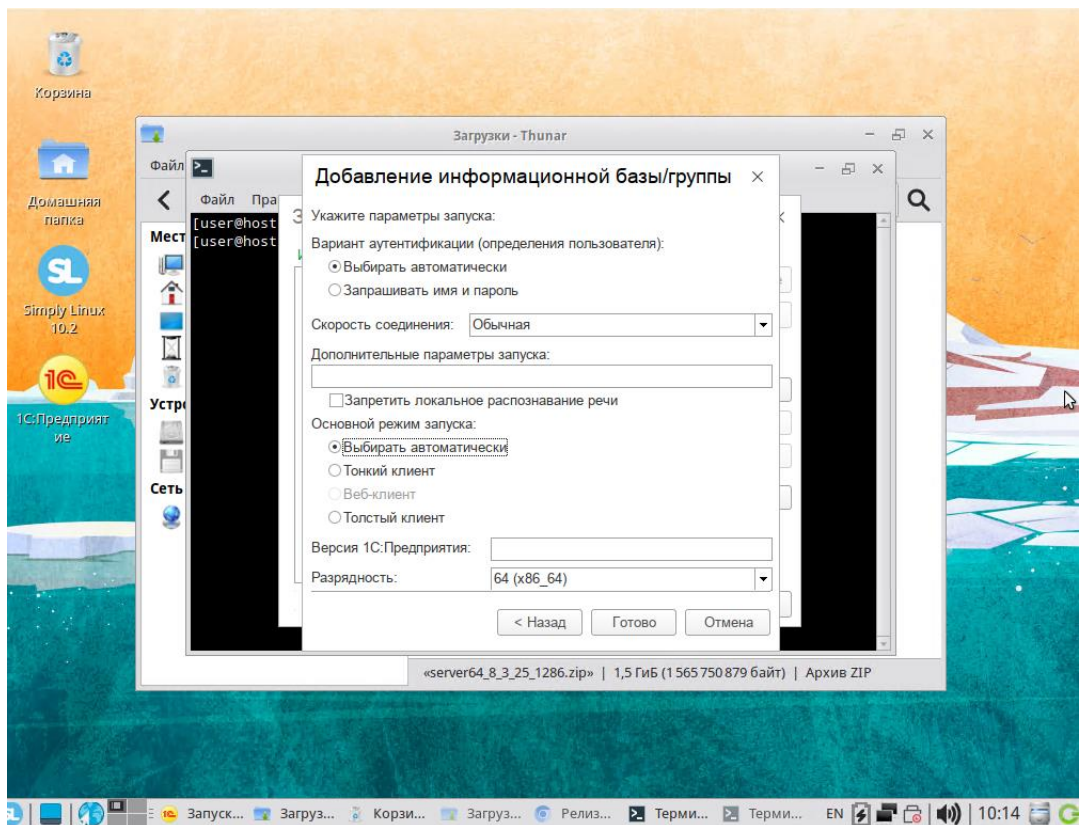 Корзина
Домашняя
папка
Simply Linux
10.2
1С:Предприят
ие
Загрузки - Thunar
Файл
Мест
Устро
Сеть
Файл Пра
[user@host
[user@host
Добавление информационной базы/группы
Укажите параметры запуска:
Вариант аутентификации (определения пользователя):
Выбирать автоматически
Запрашивать имя и пароль
Скорость соединения: Обычная
Дополнительные параметры запуска:
Запретить локальное распознавание речи
Основной режим запуска:
Выбирать автоматически
Тонкий клиент
Веб-клиент
Толстый клиент
Версия 1С:Предприятия:
Разрядность: 64 (x86_64)
< Назад Готово Отмена
«server64_8_3_25_1286.zip» | 1,5 ГиБ (1 565 750 879 байт) | Архив ZIP
Запуск... Загруз... Корзи... Загруз... Релиз... Терми... Терми... EN 10:14